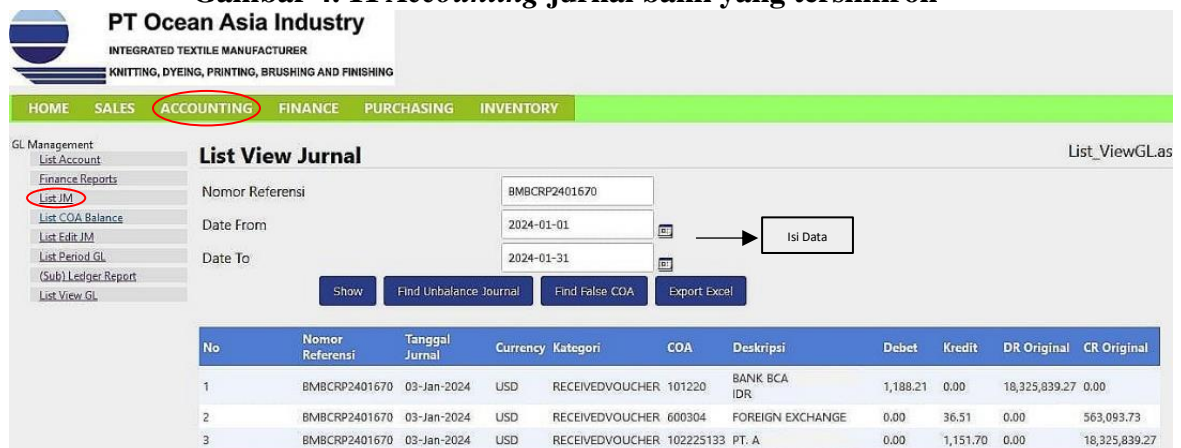 PT Ocean Asia Industry
INTEGRATED TEXTILE MANUFACTURER
KNITTING, DYEING, PRINTING, BRUSHING AND FINISHING
HOME SALES ACCOUNTING FINANCE PURCHASING INVENTORY
GL Management
List Account
Finance Reports
List JM
List COA Balance
List Edit JM
List Period GL
(Sub) Ledger Report
List View GL
List View Jurnal
List_ViewGL.as
Nomor Referensi BMBCRP2401670
Date From 2024-01-01
Isi Data
Date To 2024-01-31
Show Find Unbalance Journal Find False COA Export Excel
No Nomor Referensi Tanggal Jurnal Currency Kategori COA Deskripsi Debet Kredit DR Original CR Original
1 BMBCRP2401670 03-Jan-2024 USD RECEIVEDVOUCHER 101220 BANK BCA IDR 1,188.21 0.00 18,325,839.27 0.00
2 BMBCRP2401670 03-Jan-2024 USD RECEIVEDVOUCHER 600304 FOREIGN EXCHANGE 0.00 36.51 0.00 563,093.73
3 BMBCRP2401670 03-Jan-2024 USD RECEIVEDVOUCHER 102225133 PT. A 0.00 1,151.70 0.00 18,325,839.27